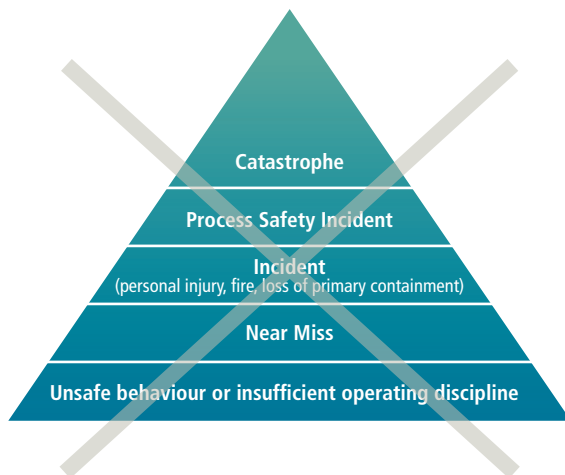 Catastrophe
Process Safety Incident
Incident
(personal injury, fire, loss of primary containment)
Near Miss
Unsafe behaviour or insufficient operating discipline